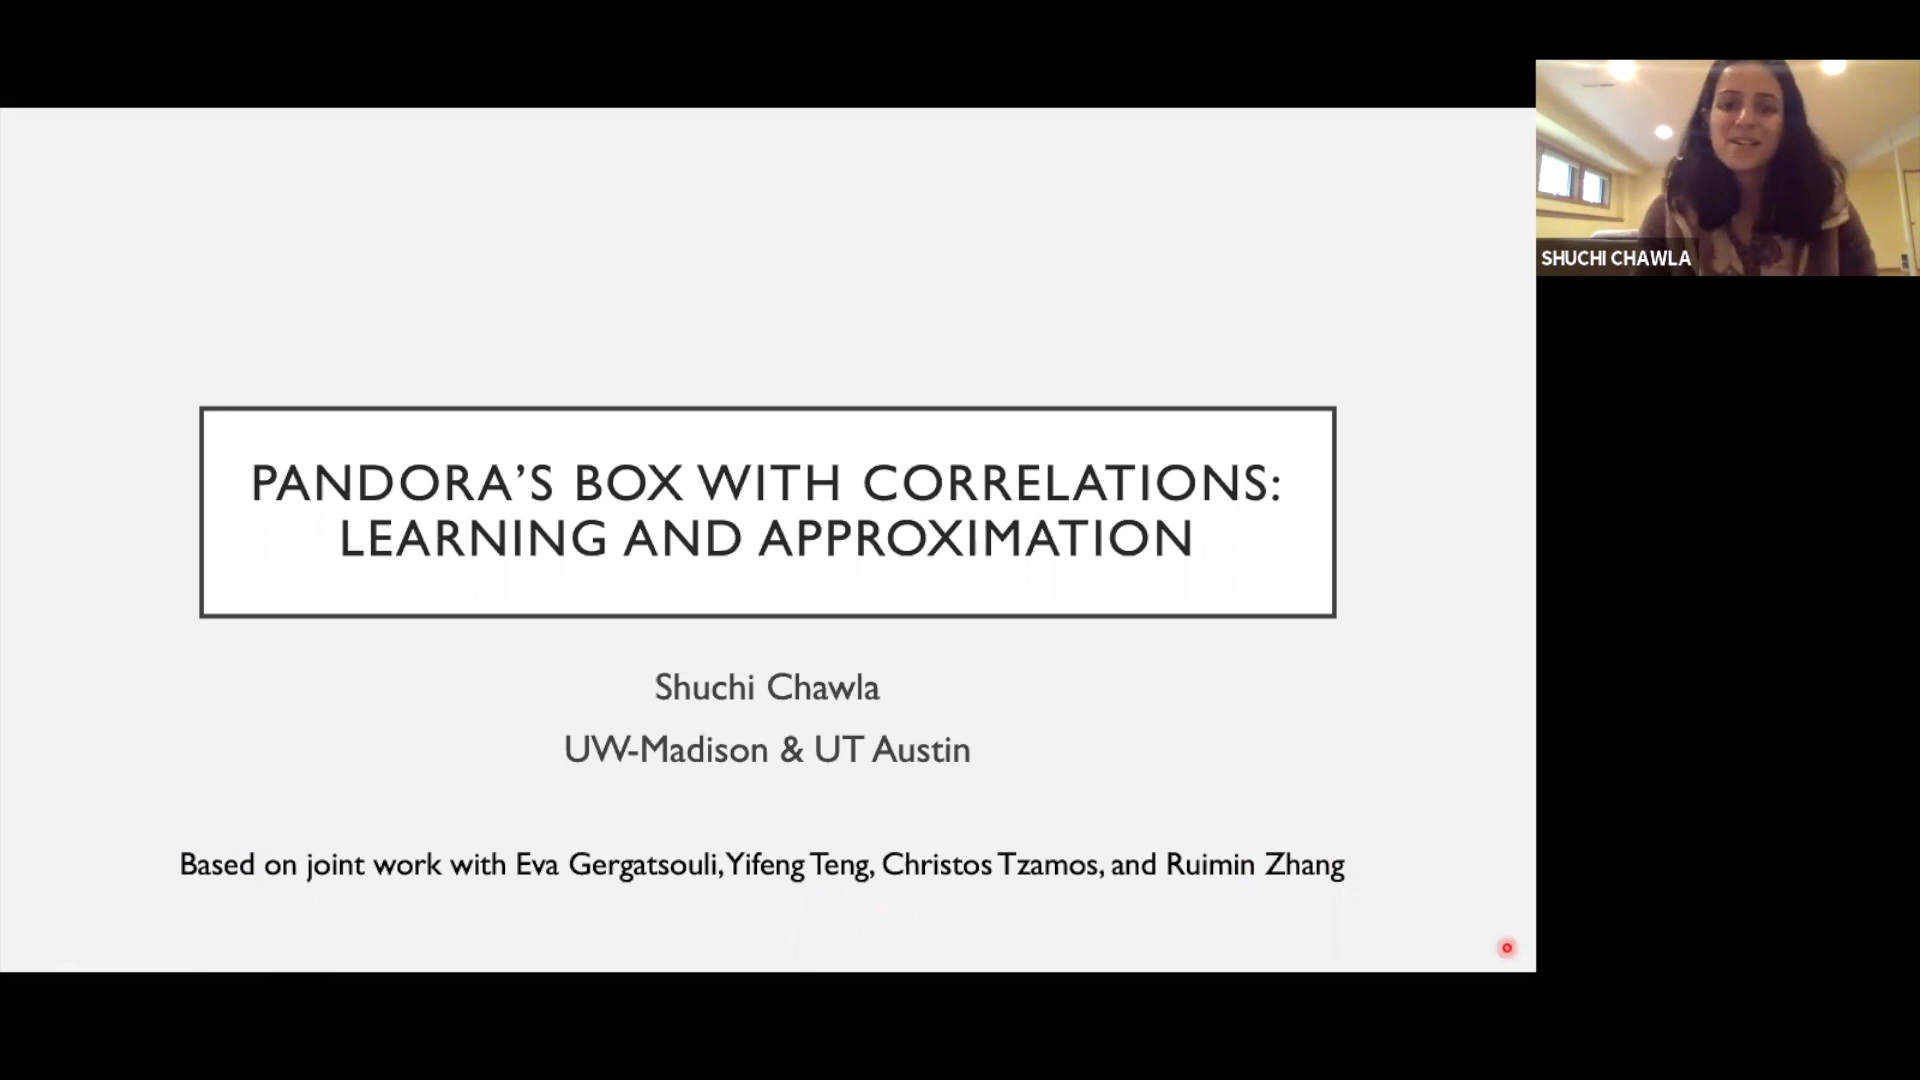 PANDORA’S BOX WITH CORRELATIONS:
LEARNING AND APPROXIMATION
Shuchi Chawla
UW-Madison & UT Austin
Based on joint work with Eva Gergatsouli, Yifeng Teng, Christos Tzamos, and Ruimin Zhang
SHUCHI CHAWLA